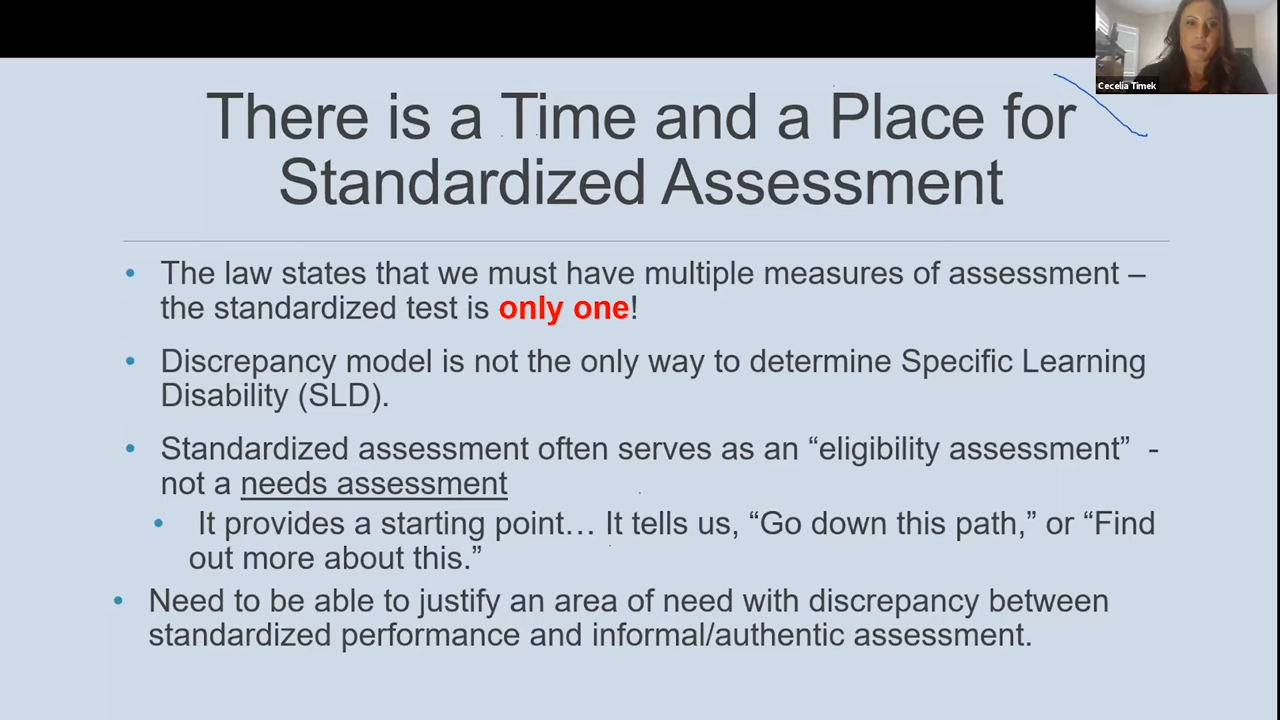 Cecelia Timek
There is a Time and a Place for
Standardized Assessment
• The law states that we must have multiple measures of assessment –
the standardized test is only one!
• Discrepancy model is not the only way to determine Specific Learning
Disability (SLD).
• Standardized assessment often serves as an “eligibility assessment” -
not a needs assessment
• It provides a starting point… It tells us, “Go down this path,” or “Find
out more about this.”
• Need to be able to justify an area of need with discrepancy between
standardized performance and informal/authentic assessment.